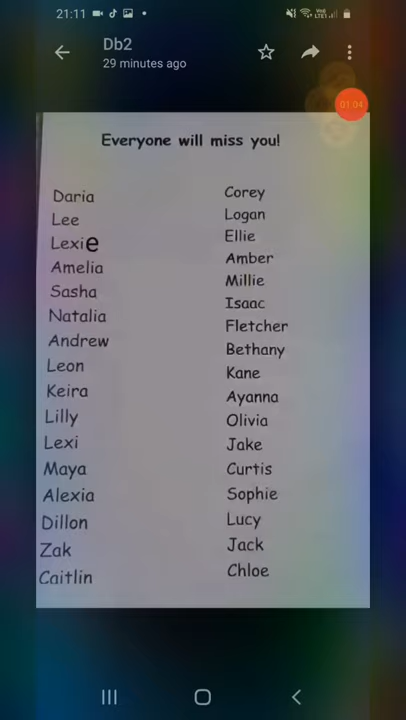 21:11
VoLTE1
Db2
29 minutes ago
01:04
Everyone will miss you!
Daria
Lee
Lexie
Amelia
Sasha
Natalia
Andrew
Leon
Keira
Lilly
Lexi
Maya
Alexia
Dillon
Zak
Caitlin
Corey
Logan
Ellie
Amber
Millie
Isaac
Fletcher
Bethany
Kane
Ayanna
Olivia
Jake
Curtis
Sophie
Lucy
Jack
Chloe